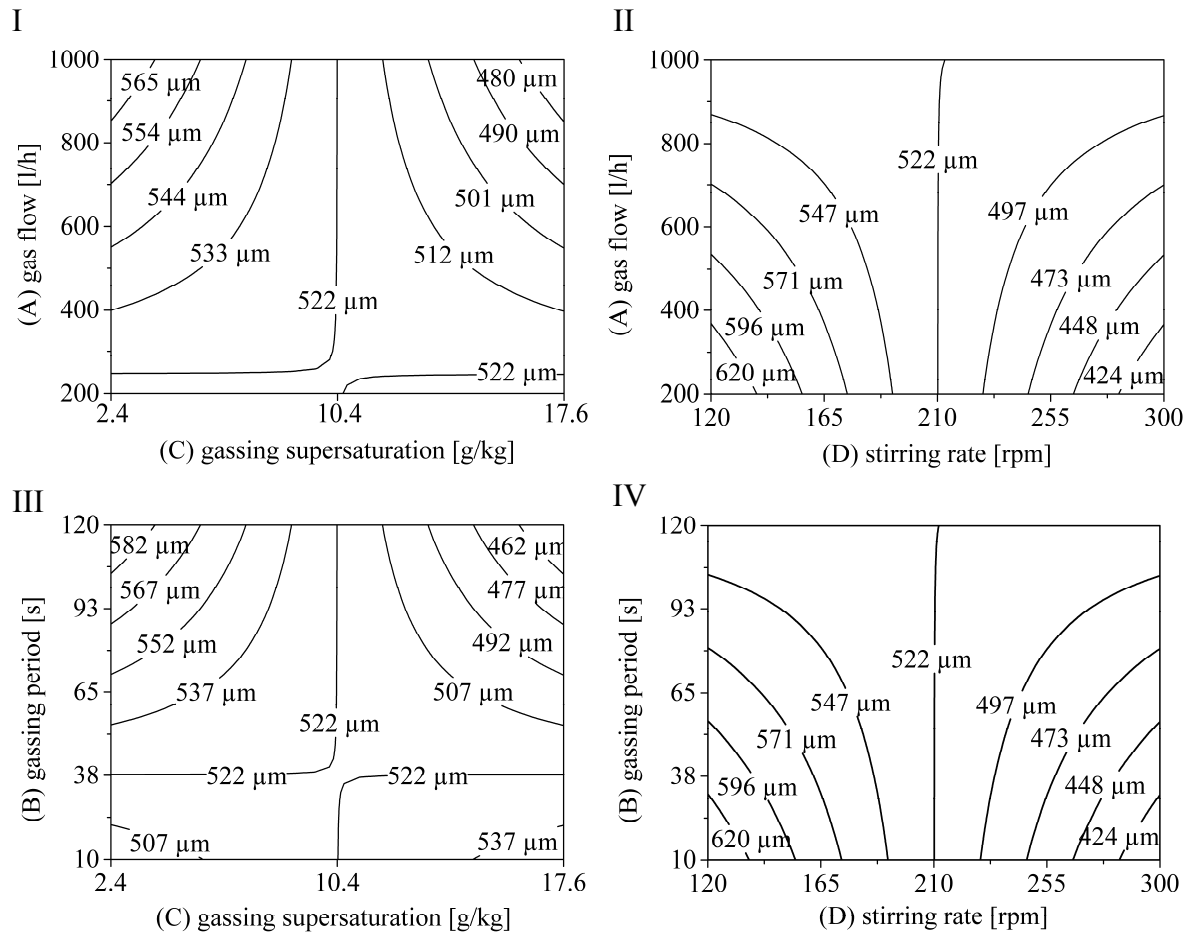 I
1000
800
600
400
200
(A) gas flow [l/h]
565 µm
480 µm
554 µm
490 µm
544 µm
501 µm
533 µm
512 µm
522 µm
522 µm
2.4
10.4
17.6
(C) gassing supersaturation [g/kg]
II
1000
800
600
400
200
(A) gas flow [l/h]
522 µm
547 µm
497 µm
571 µm
473 µm
596 µm
448 µm
620 µm
424 µm
120
165
210
255
300
(D) stirring rate [rpm]
III
120
93
65
38
10
(B) gassing period [s]
582 µm
462 µm
567 µm
477 µm
552 µm
492 µm
537 µm
507 µm
522 µm
522 µm
522 µm
507 µm
537 µm
2.4
10.4
17.6
(C) gassing supersaturation [g/kg]
IV
120
93
65
38
10
(B) gassing period [s]
522 µm
547 µm
497 µm
571 µm
473 µm
596 µm
448 µm
620 µm
424 µm
120
165
210
255
300
(D) stirring rate [rpm]